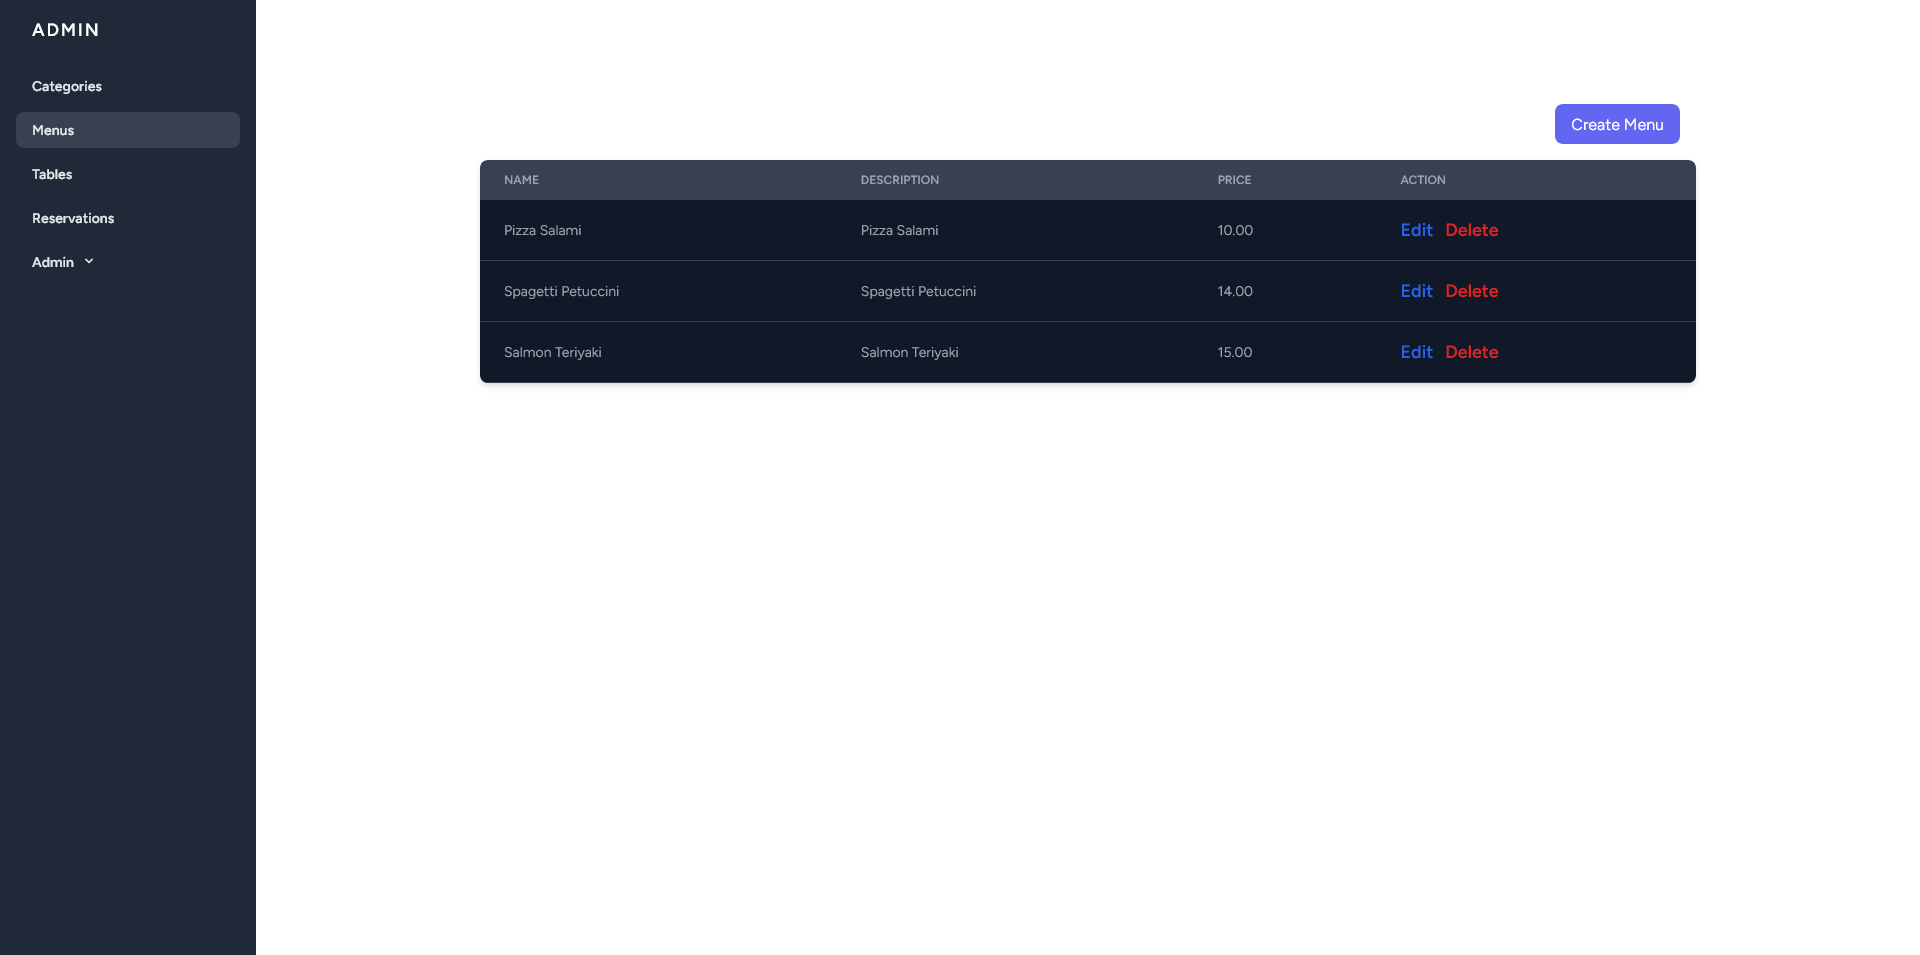 ADMIN
Categories
Menus
Tables
Reservations
Admin
Create Menu
NAME DESCRIPTION PRICE ACTION
Pizza Salami Pizza Salami 10.00 Edit Delete
Spagetti Petuccini Spagetti Petuccini 14.00 Edit Delete
Salmon Teriyaki Salmon Teriyaki 15.00 Edit Delete